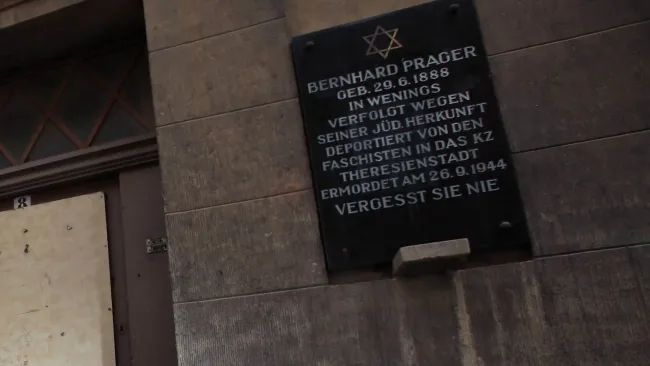 BERNHARD PRAGER
GEB. 29.6.1888
IN WENINGS
VERFOLGT WEGEN
SEINER JÜD. HERKUNFT
DEPORTIERT VON DEN
FASCHISTEN IN DAS KZ
THERESIENSTADT
ERMORDET AM 26.9.1944
VERGESST SIE NIE
8